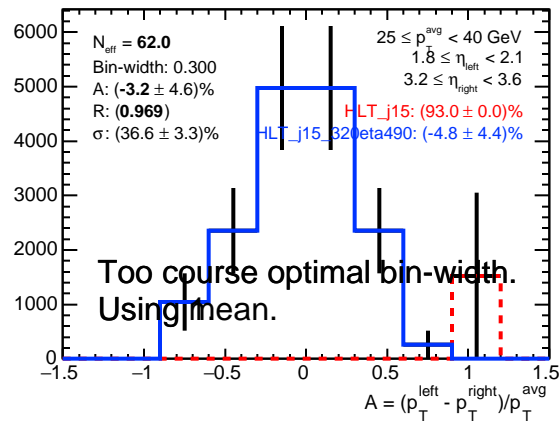 N_eff = 62.0
Bin-width: 0.300
A: (-3.2 ± 4.6)%
R: (0.969)
σ: (36.6 ± 3.3)%
25 ≤ p_T^avg < 40 GeV
1.8 ≤ η_left < 2.1
3.2 ≤ η_right < 3.6
HLT_j15: (93.0 ± 0.0)%
HLT_j15_320eta490: (-4.8 ± 4.4)%
Too course optimal bin-width.
Using mean.
6000
5000
4000
3000
2000
1000
0
−1.5 −1 −0.5 0 0.5 1 1.5
A = (p_T^left - p_T^right)/p_T^avg